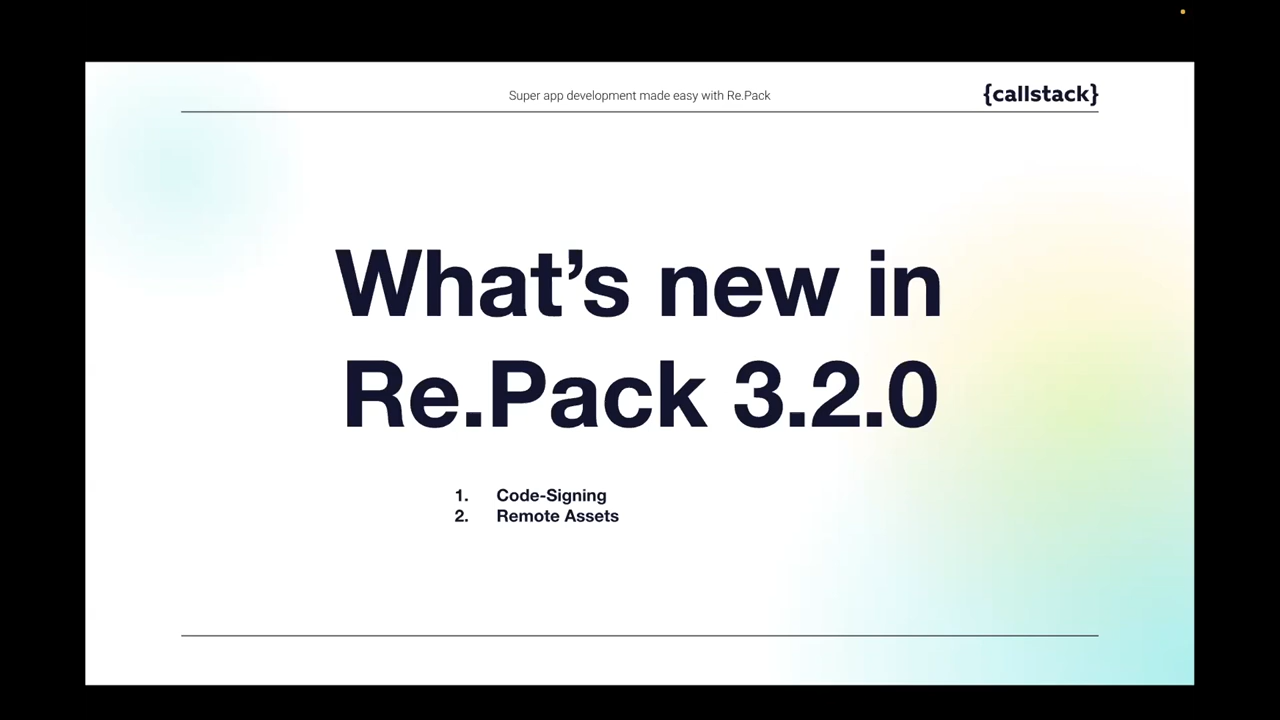 Super app development made easy with Re.Pack
{callstack}
What’s new in
Re.Pack 3.2.0
1. Code-Signing
2. Remote Assets